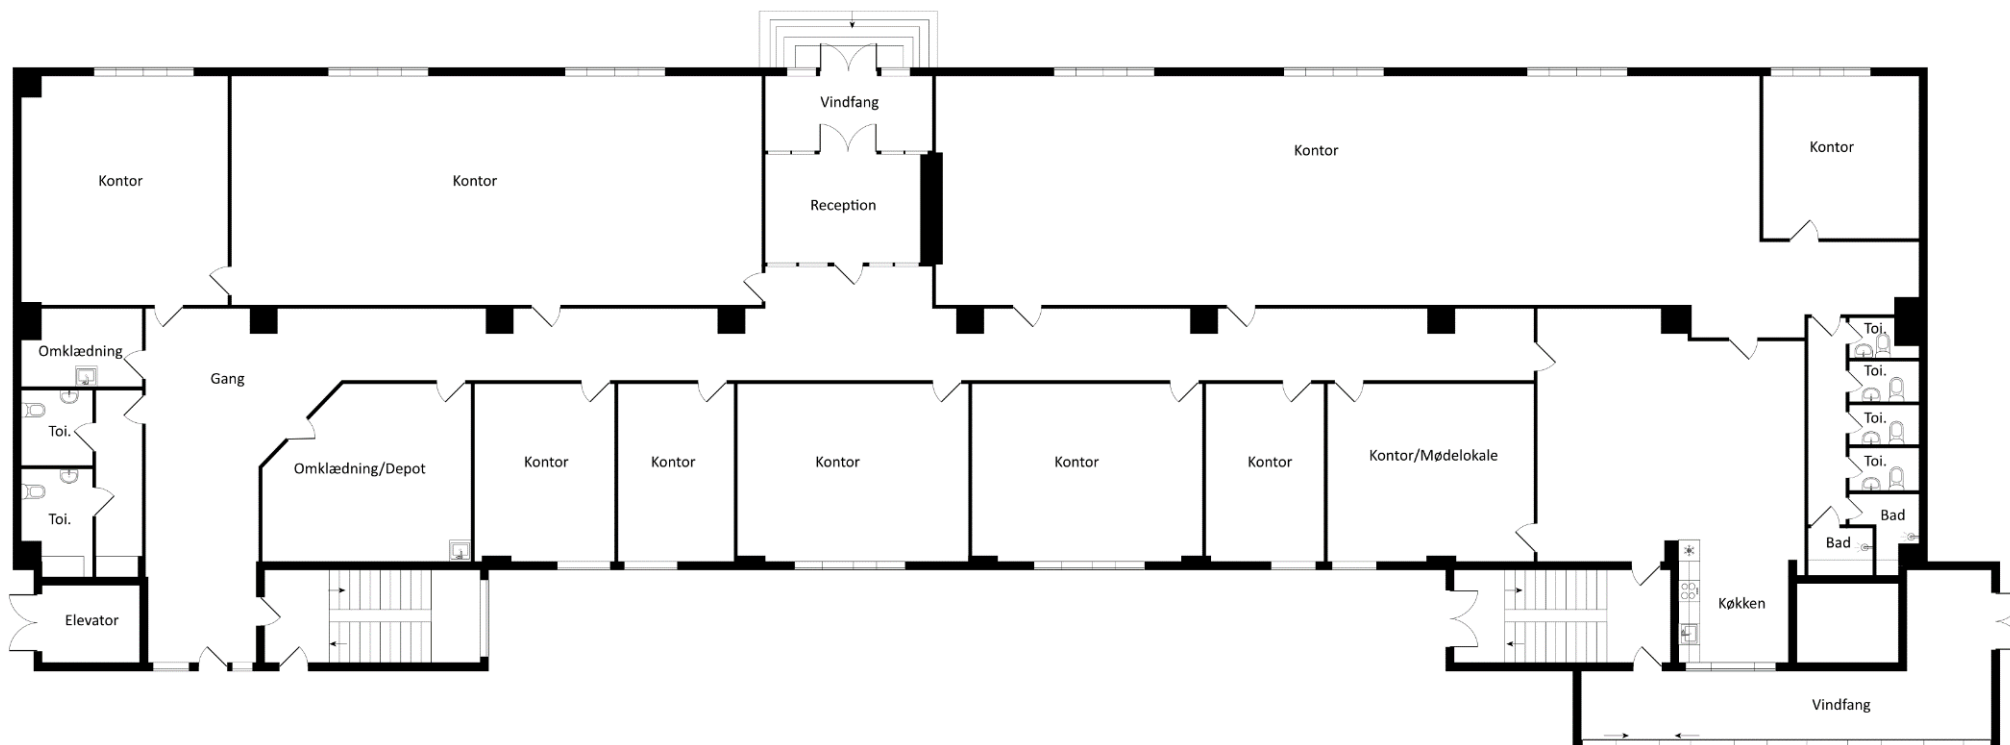 Vindfang
Kontor
Kontor
Kontor
Kontor
Reception
Omklædning
Gang
Toi.
Toi.
Omklædning/Depot
Kontor
Kontor
Kontor
Kontor
Kontor
Kontor/Mødelokale
Toi.
Toi.
Toi.
Toi.
Bad
Bad
Elevator
Køkken
Vindfang